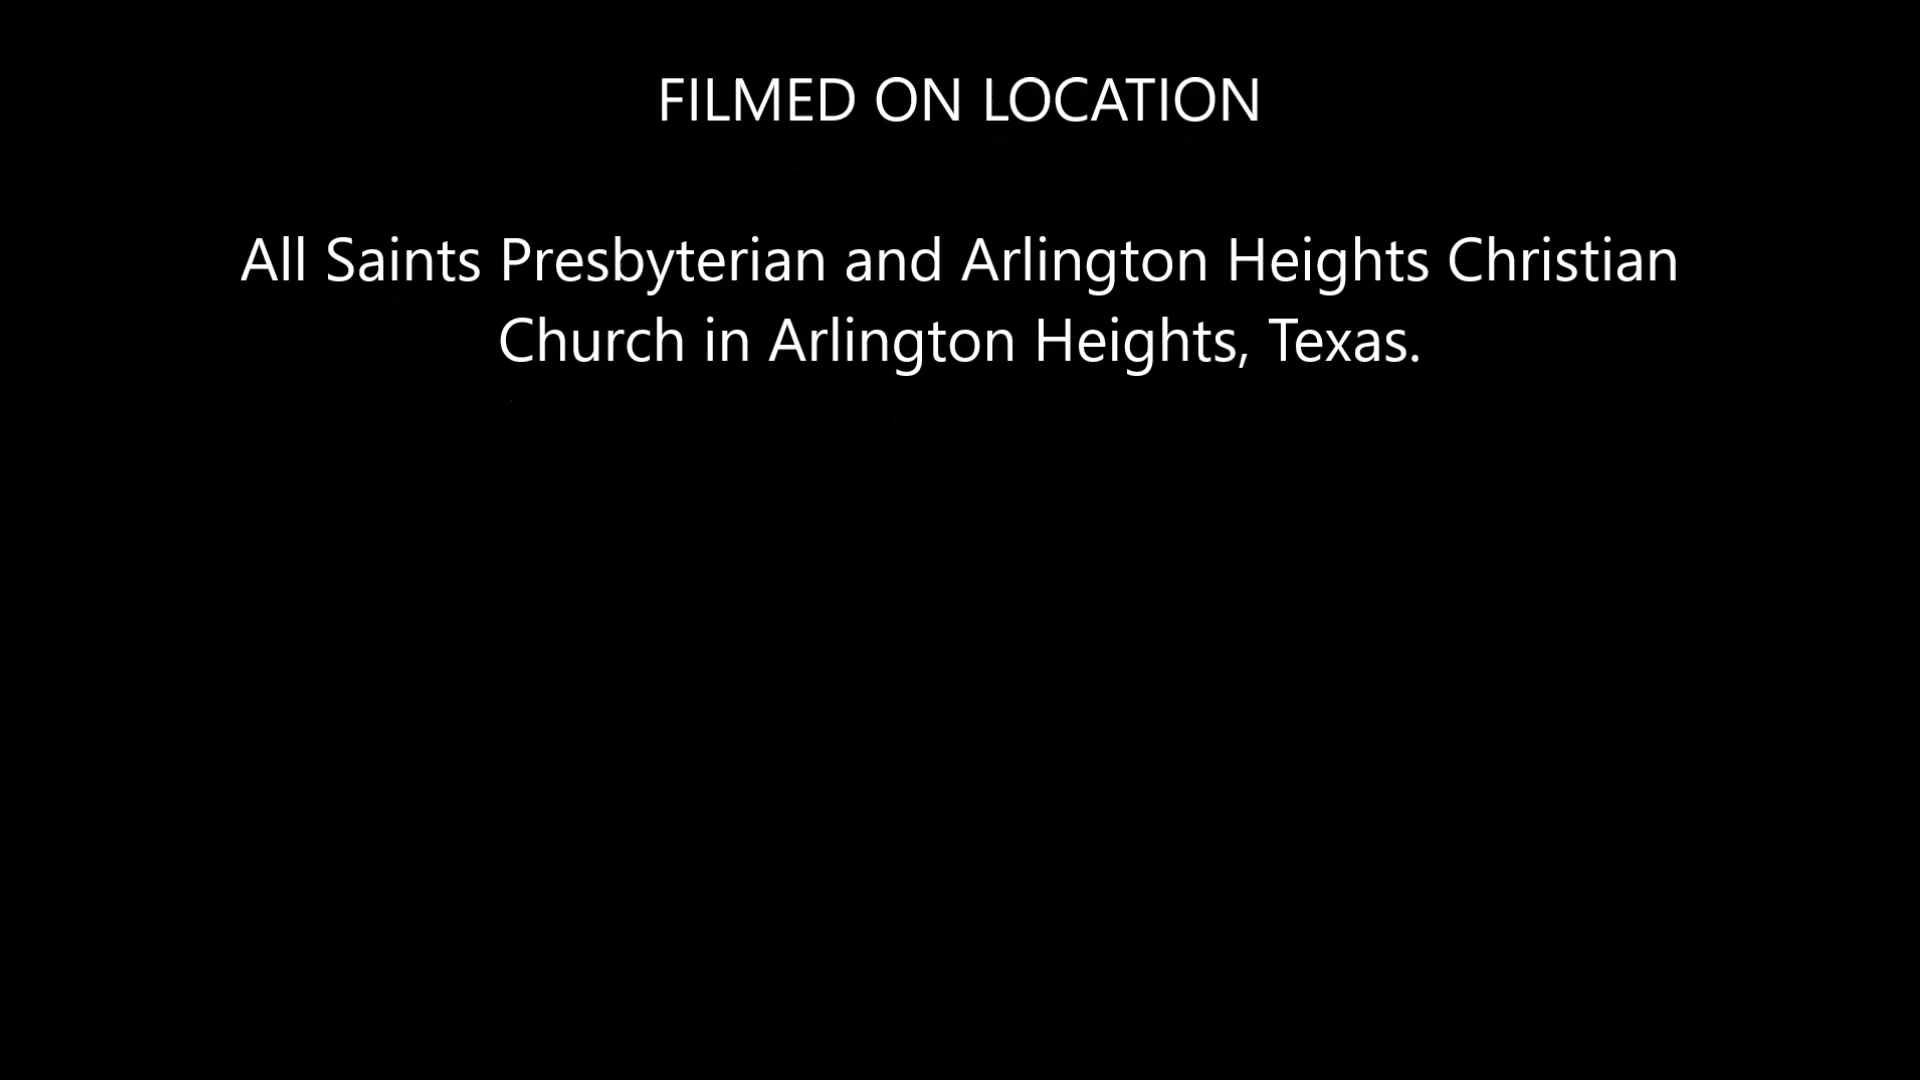 FILMED ON LOCATION
All Saints Presbyterian and Arlington Heights Christian
Church in Arlington Heights, Texas.